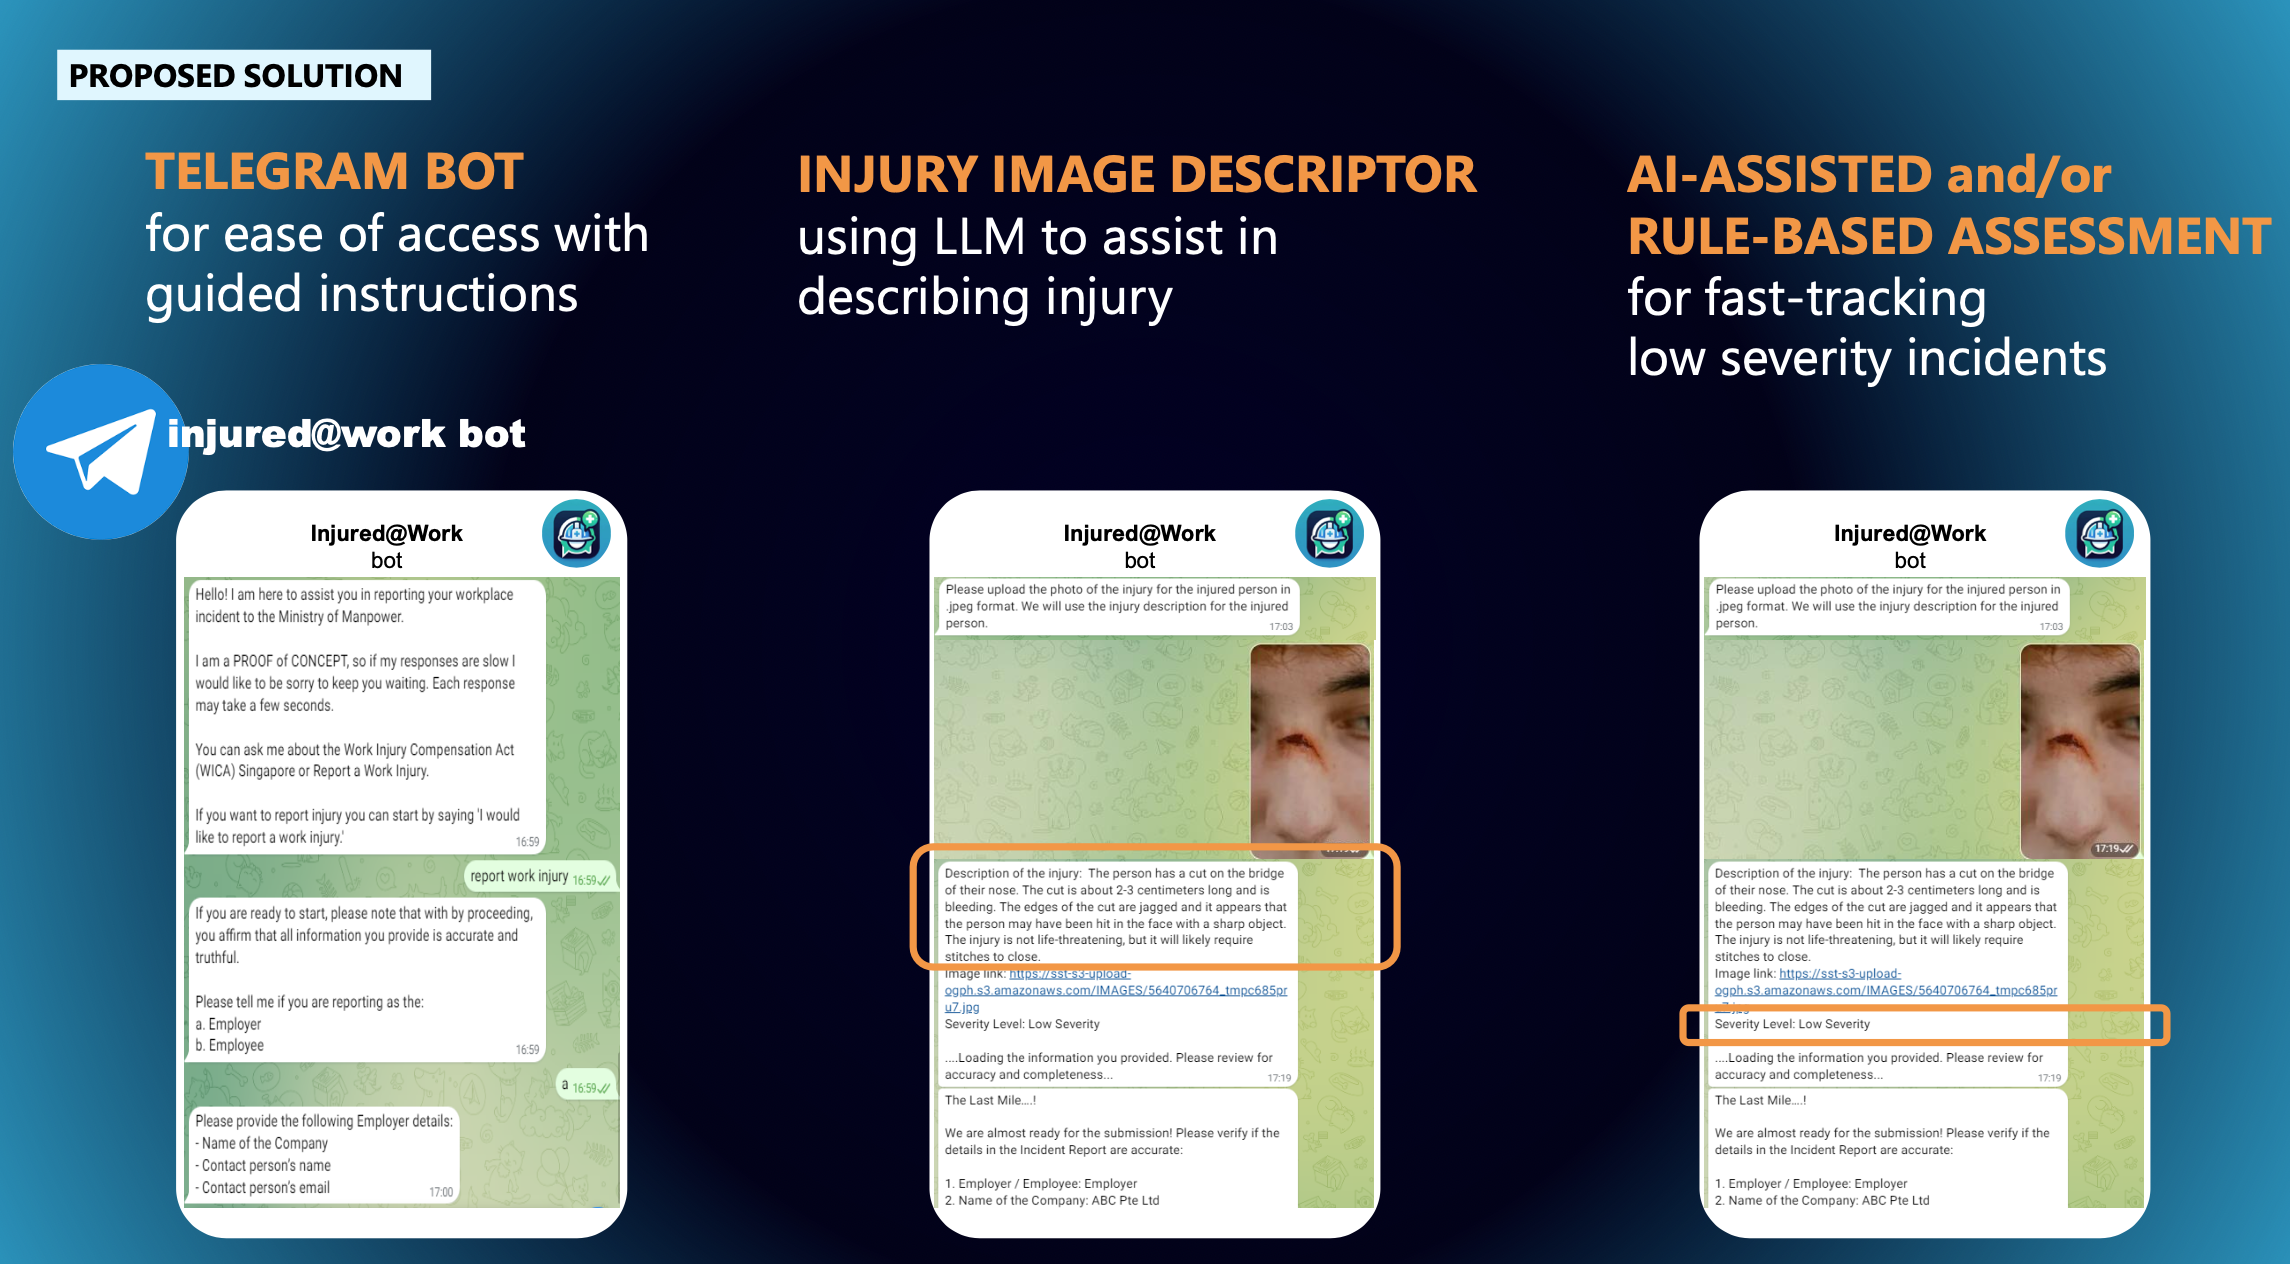 PROPOSED SOLUTION
TELEGRAM BOT
for ease of access with
guided instructions
injured@work bot
Injured@Work
bot
Hello! I am here to assist you in reporting your workplace
incident to the Ministry of Manpower.
I am a PROOF of CONCEPT, so if my responses are slow I
would like to be sorry to keep you waiting. Each response
may take a few seconds.
You can ask me about the Work Injury Compensation Act
(WICA) Singapore or Report a Work Injury.
If you want to report injury you can start by saying 'I would
like to report a work injury.'
16:59
report work injury 16:59
If you are ready to start, please note that with by proceeding,
you affirm that all information you provide is accurate and
truthful.
Please tell me if you are reporting as the:
a. Employer
b. Employee
16:59
a 16:59
Please provide the following Employer details:
- Name of the Company
- Contact person's name
- Contact person's email
17:00
INJURY IMAGE DESCRIPTOR
using LLM to assist in
describing injury
Injured@Work
bot
Please upload the photo of the injury for the injured person in
.jpeg format. We will use the injury description for the injured
person.
17:03
Description of the injury: The person has a cut on the bridge
of their nose. The cut is about 2-3 centimeters long and is
bleeding. The edges of the cut are jagged and it appears that
the person may have been hit in the face with a sharp object.
The injury is not life-threatening, but it will likely require
stitches to close.
Image link: https://sst-s3-upload-
ogph.s3.amazonaws.com/IMAGES/5640706764_tmpc685pr
u7.jpg
Severity Level: Low Severity
....Loading the information you provided. Please review for
accuracy and completeness...
17:19
The Last Mile....!
We are almost ready for the submission! Please verify if the
details in the Incident Report are accurate:
1. Employer / Employee: Employer
2. Name of the Company: ABC Pte Ltd
AI-ASSISTED and/or
RULE-BASED ASSESSMENT
for fast-tracking
low severity incidents
Injured@Work
bot
Please upload the photo of the injury for the injured person in
.jpeg format. We will use the injury description for the injured
person.
17:03
17:19
Description of the injury: The person has a cut on the bridge
of their nose. The cut is about 2-3 centimeters long and is
bleeding. The edges of the cut are jagged and it appears that
the person may have been hit in the face with a sharp object.
The injury is not life-threatening, but it will likely require
stitches to close.
Image link: https://sst-s3-upload-
ogph.s3.amazonaws.com/IMAGES/5640706764_tmpc685pr
Severity Level: Low Severity
....Loading the information you provided. Please review for
accuracy and completeness...
17:19
The Last Mile....!
We are almost ready for the submission! Please verify if the
details in the Incident Report are accurate:
1. Employer / Employee: Employer
2. Name of the Company: ABC Pte Ltd